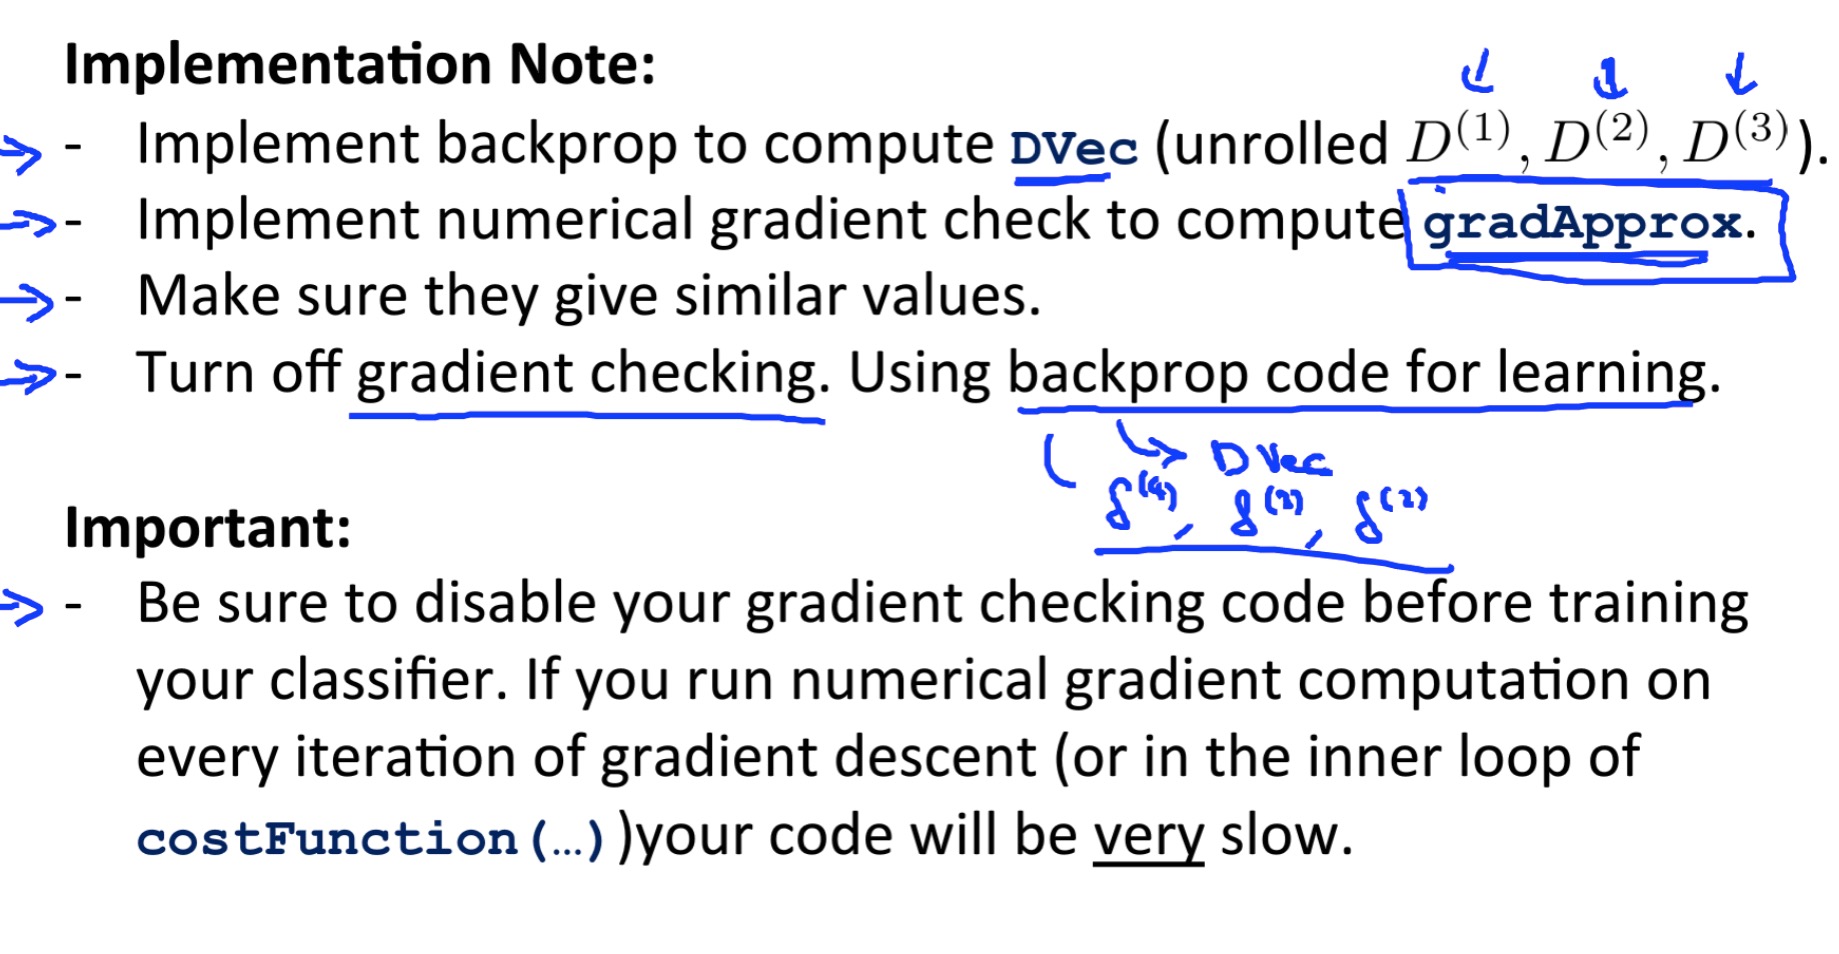 Implementation Note:
- Implement backprop to compute DVec (unrolled D^(1), D^(2), D^(3)).
- Implement numerical gradient check to compute gradApprox.
- Make sure they give similar values.
- Turn off gradient checking. Using backprop code for learning.
DVec
δ^(4), δ^(3), δ^(2)
Important:
- Be sure to disable your gradient checking code before training
your classifier. If you run numerical gradient computation on
every iteration of gradient descent (or in the inner loop of
costFunction(…))your code will be very slow.